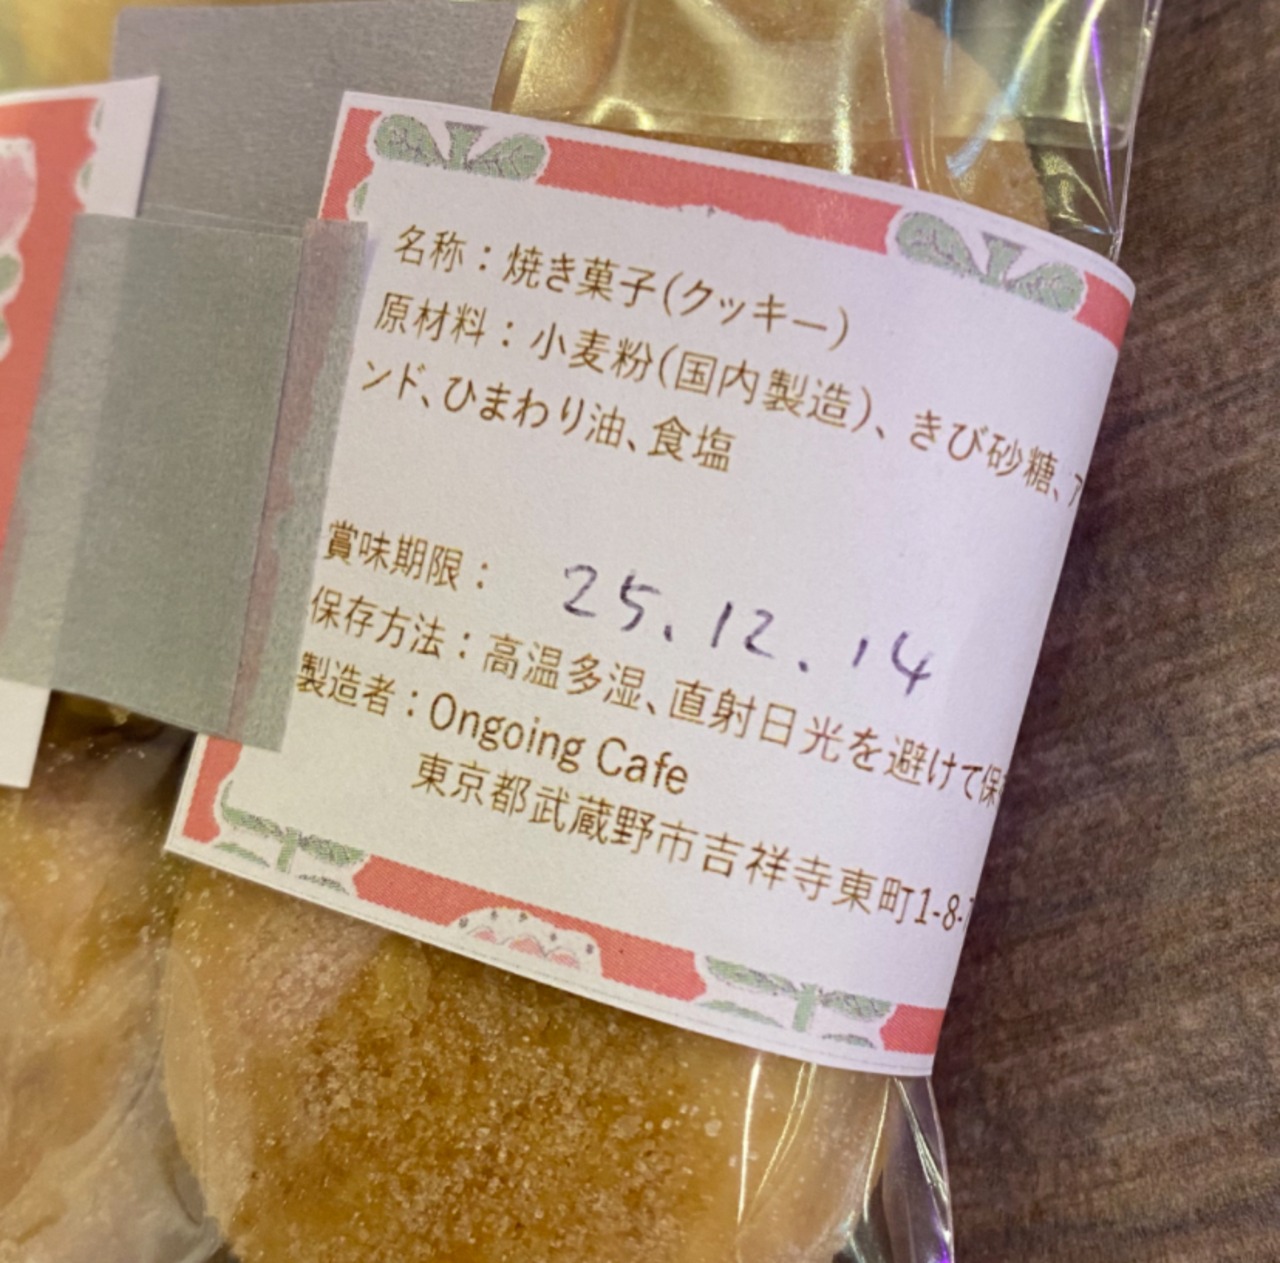 名称：焼き菓子(クッキー)
原材料：小麦粉(国内製造)、きび砂糖、ア
ンド、ひまわり油、食塩
賞味期限： 25.12.14
保存方法：高温多湿、直射日光を避けて保
製造者：Ongoing Cafe
東京都武蔵野市吉祥寺東町1-8-